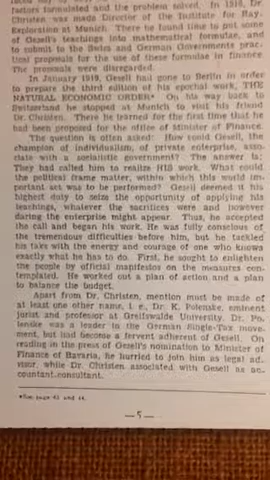 factors formulated and the problem solved. In 1918, Dr.
Christen was made Director of the Institute for Ray-
Exploration at Munich. There he found time to put some
of Gesell's teachings into mathematical formulae, and
to submit to the Swiss and German Governments prac-
tical proposals for the use of these formulae in finance.
The proposals were disregarded.
In January 1919, Gesell had gone to Berlin in order
to prepare the third edition of his epochal work, THE
NATURAL ECONOMIC ORDER* On his way back to
Switzerland he stopped at Munich to visit his friend
Dr. Christen. There he learned for the first time that he
had been proposed for the office of Minister of Finance.
The question is often asked: How could Gesell, the
champion of individualism, of private enterprise, asso-
ciate with a socialistic government? The answer is:
They had called him to realize HIS work. What could
the political frame matter, within which this would im-
portant act was to be performed? Gesell deemed it his
highest duty to seize the opportunity of applying his
teachings, whatever the sacrifices were and however
daring the enterprise might appear. Thus, he accepted
the call and began his work. He was fully conscious of
the tremendous difficulties before him, but he tackled
his task with the energy and courage of one who knows
exactly what he has to do. First, he sought to enlighten
the people by official manifestos on the measures con-
templated. He worked out a plan of action and a plan
to balance the budget.
Apart from Dr. Christen, mention must be made of
at least one other name, i. e., Dr. K. Polenske, eminent
jurist and professor at Greifswalde University. Dr. Po-
lenske was a leader in the German Single-Tax move-
ment, but had become a fervent adherent of Gesell. On
reading in the press of Gesell's nomination to Minister of
Finance of Bavaria, he hurried to join him as legal ad-
visor, while Dr. Christen associated with Gesell as ac-
countant-consultant.
*See page 43 and 44.
— 5 —